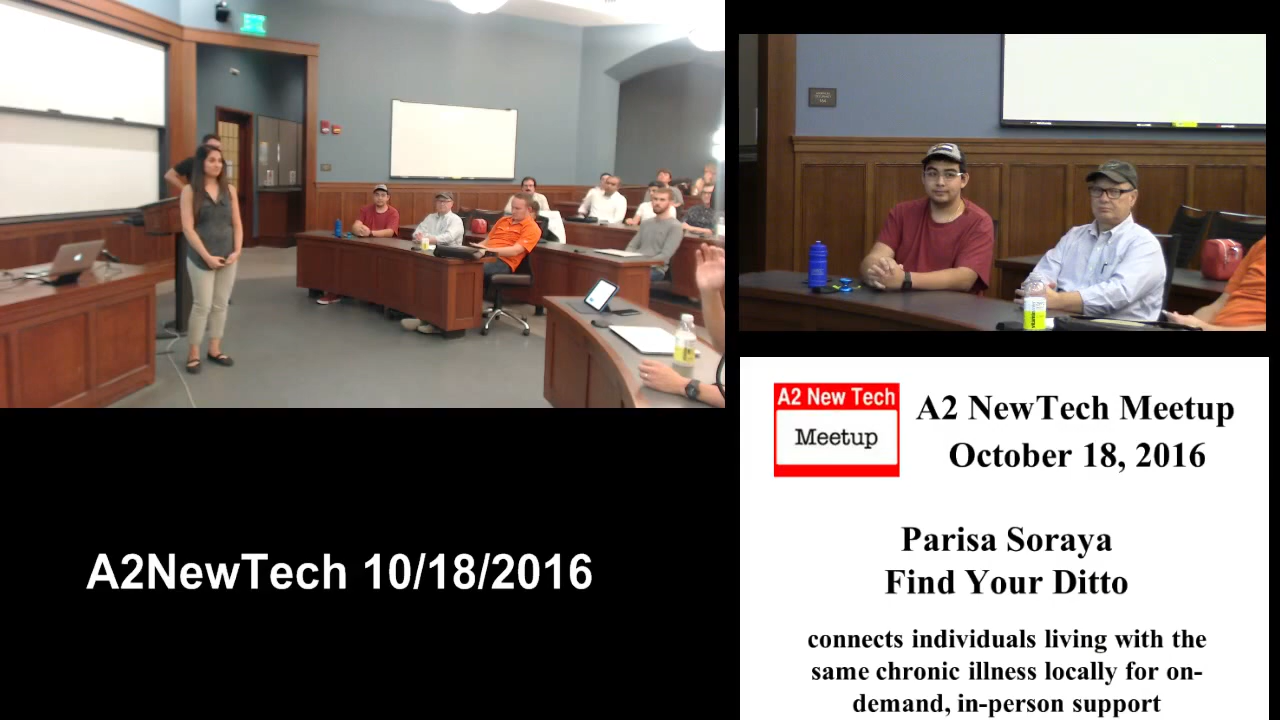 A2NewTech 10/18/2016
A2 New Tech
Meetup
A2 NewTech Meetup
October 18, 2016
Parisa Soraya
Find Your Ditto
connects individuals living with the
same chronic illness locally for on-
demand, in-person support